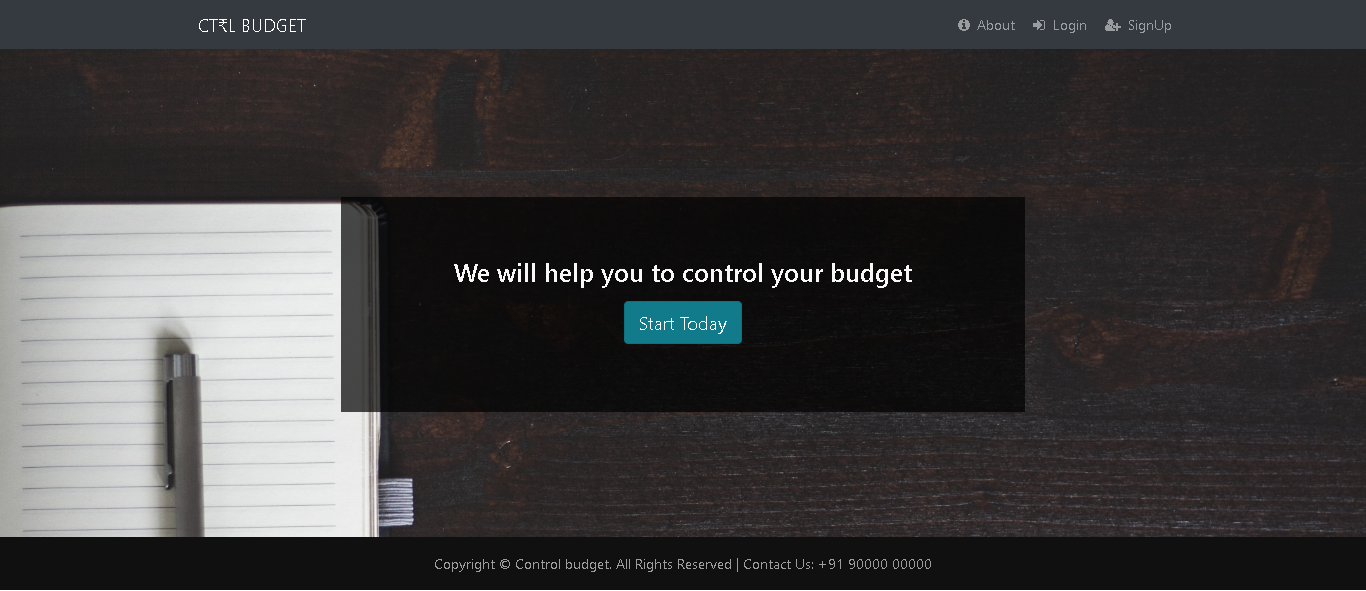 CT₹L BUDGET
About Login SignUp
We will help you to control your budget
Start Today
Copyright © Control budget. All Rights Reserved | Contact Us: +91 90000 00000